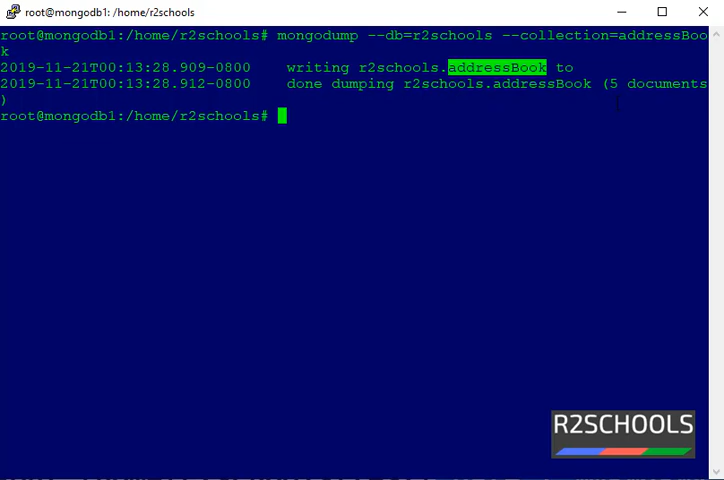 root@mongodb1: /home/r2schools
root@mongodb1:/home/r2schools# mongodump --db=r2schools --collection=addressBoo
k
2019-11-21T00:13:28.909-0800 writing r2schools.addressBook to
2019-11-21T00:13:28.912-0800 done dumping r2schools.addressBook (5 documents
)
root@mongodb1:/home/r2schools#
R2SCHOOLS